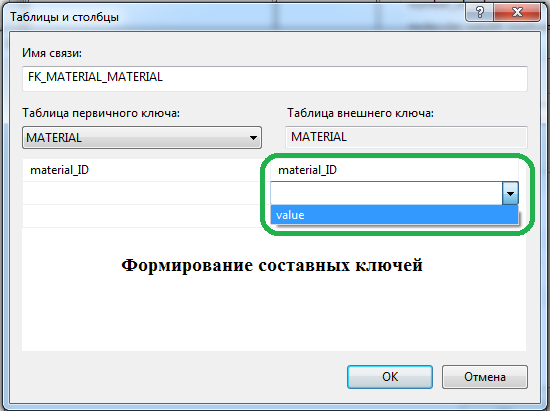 Таблицы и столбцы
Имя связи:
FK_MATERIAL_MATERIAL
Таблица первичного ключа:
Таблица внешнего ключа:
MATERIAL
MATERIAL
material_ID
material_ID
value
Формирование составных ключей
OK
Отмена